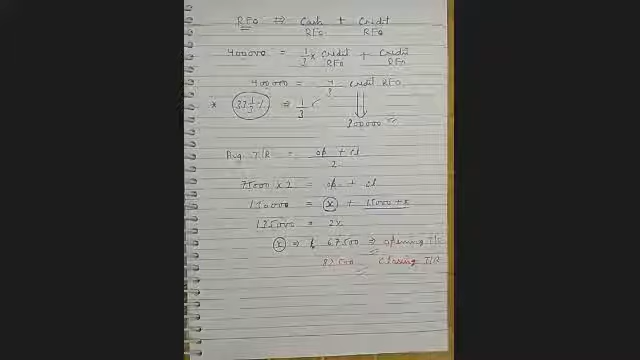 RFO ⇔ Cash RFO + Credit RFO
400000 = 1/3 × Credit RFO + Credit RFO
400000 = 4/3 Credit RFO
* 33 1/3 % ⇒ 1/3
300000
Avg. T/R = op + cl / 2
75000 × 2 = op + cl
150000 = x + 15000 + x
135000 = 2x
x ⇒ 67500 ⇒ opening T/R
82500 closing T/R